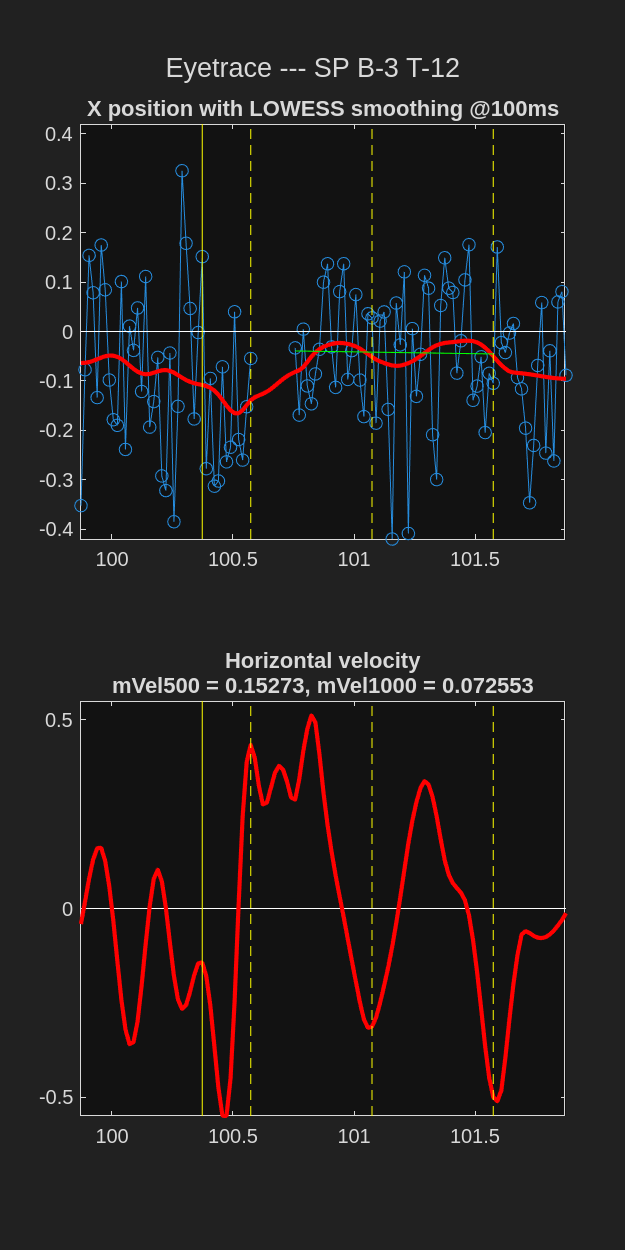 Eyetrace --- SP B-3 T-12
X position with LOWESS smoothing @100ms
0.4
0.3
0.2
0.1
0
-0.1
-0.2
-0.3
-0.4
100 100.5 101 101.5
Horizontal velocity
mVel500 = 0.15273, mVel1000 = 0.072553
0.5
0
-0.5
100 100.5 101 101.5